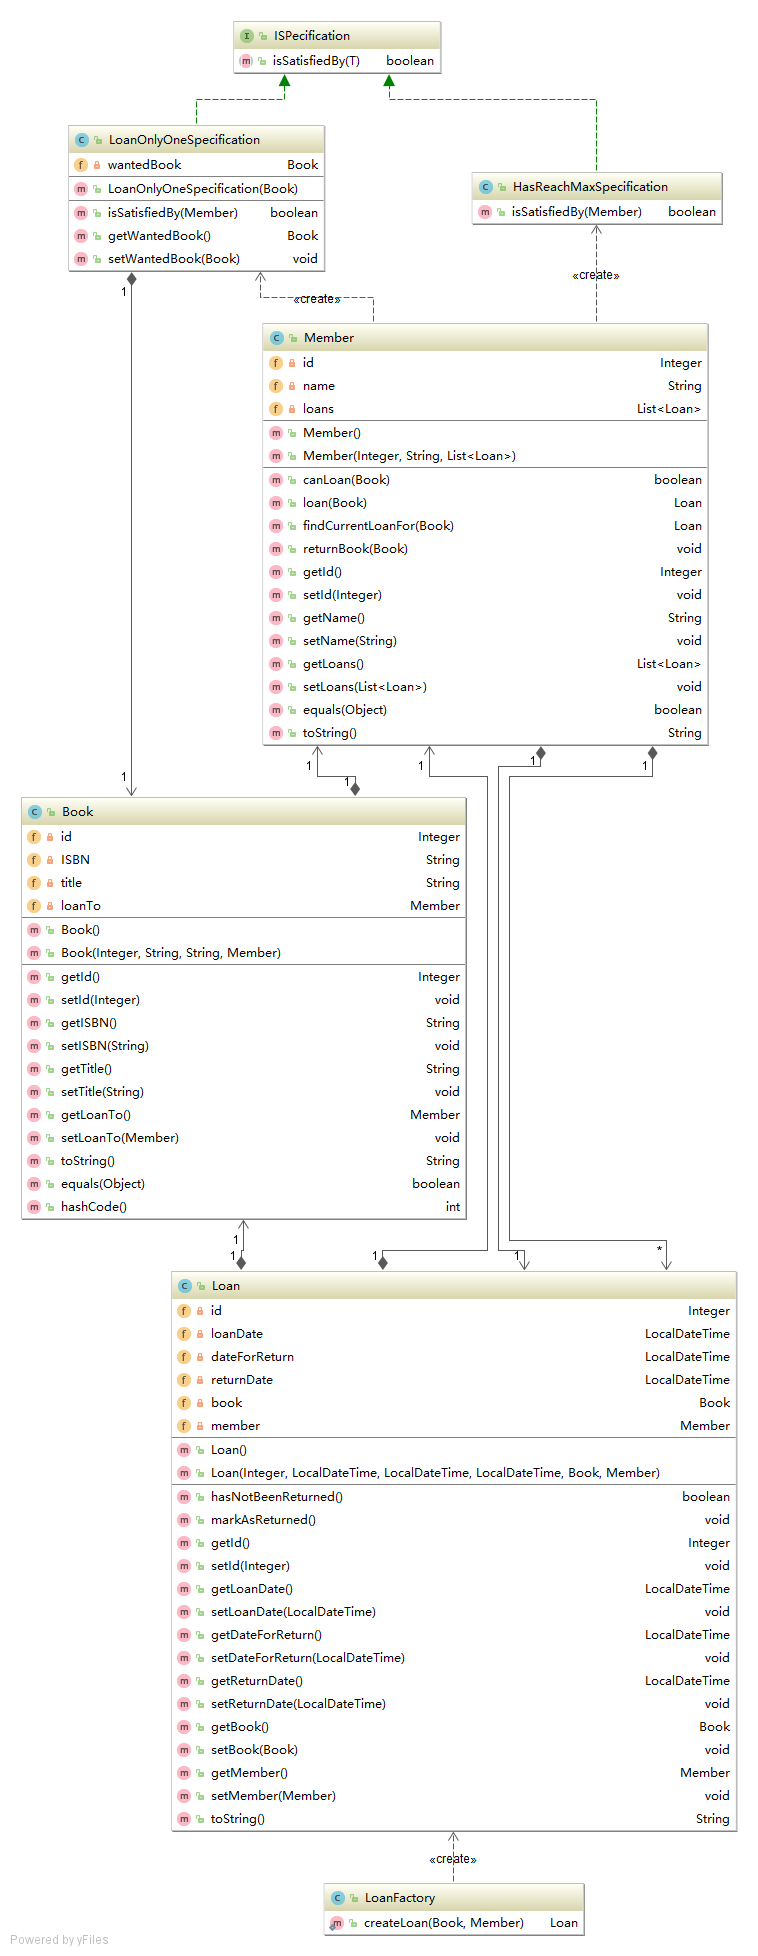 ISPecification
isSatisfiedBy(T) boolean
LoanOnlyOneSpecification
wantedBook Book
LoanOnlyOneSpecification(Book)
isSatisfiedBy(Member) boolean
getWantedBook() Book
setWantedBook(Book) void
HasReachMaxSpecification
isSatisfiedBy(Member) boolean
«create»
1
«create»
Member
id Integer
name String
loans List<Loan>
Member()
Member(Integer, String, List<Loan>)
canLoan(Book) boolean
loan(Book) Loan
findCurrentLoanFor(Book) Loan
returnBook(Book) void
getId() Integer
setId(Integer) void
getName() String
setName(String) void
getLoans() List<Loan>
setLoans(List<Loan>) void
equals(Object) boolean
toString() String
1 1 1 1
1 1
Book
id Integer
ISBN String
title String
loanTo Member
Book()
Book(Integer, String, String, Member)
getId() Integer
setId(Integer) void
getISBN() String
setISBN(String) void
getTitle() String
setTitle(String) void
getLoanTo() Member
setLoanTo(Member) void
toString() String
equals(Object) boolean
hashCode() int
1
1 1 1 *
Loan
id Integer
loanDate LocalDateTime
dateForReturn LocalDateTime
returnDate LocalDateTime
book Book
member Member
Loan()
Loan(Integer, LocalDateTime, LocalDateTime, LocalDateTime, Book, Member)
hasNotBeenReturned() boolean
markAsReturned() void
getId() Integer
setId(Integer) void
getLoanDate() LocalDateTime
setLoanDate(LocalDateTime) void
getDateForReturn() LocalDateTime
setDateForReturn(LocalDateTime) void
getReturnDate() LocalDateTime
setReturnDate(LocalDateTime) void
getBook() Book
setBook(Book) void
getMember() Member
setMember(Member) void
toString() String
«create»
LoanFactory
createLoan(Book, Member) Loan
Powered by yFiles